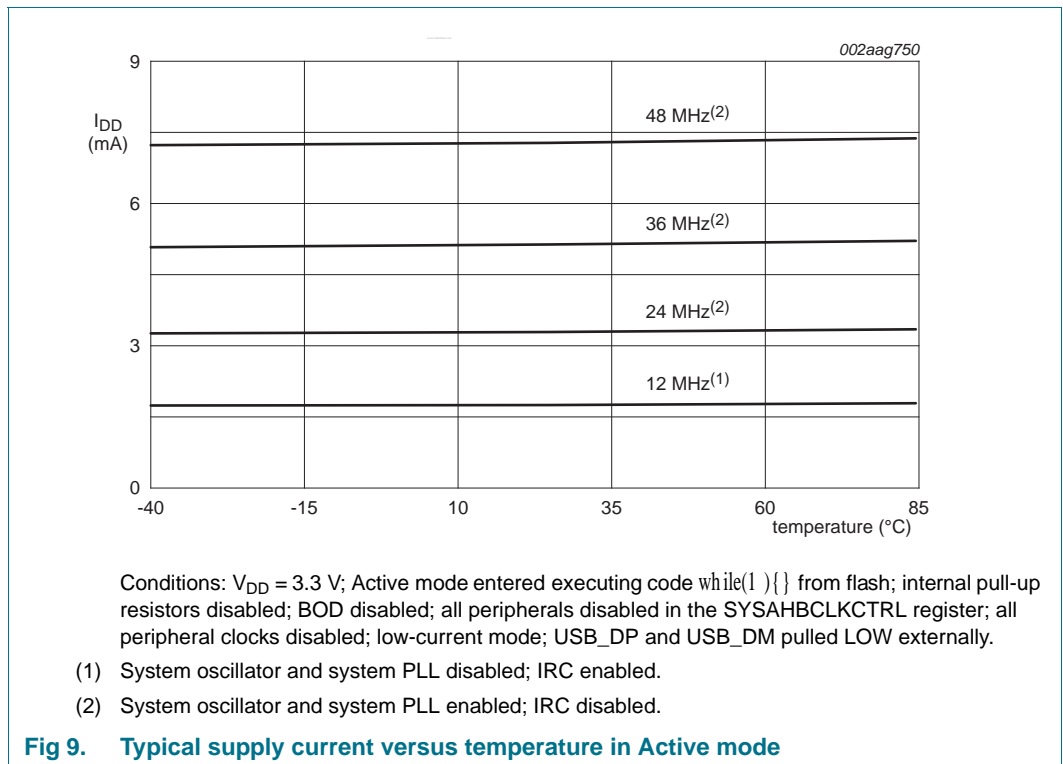 002aag750
9
I_DD
(mA)
48 MHz(2)
6
36 MHz(2)
24 MHz(2)
3
12 MHz(1)
0
-40 -15 10 35 60 85
temperature (°C)
Conditions: V_DD = 3.3 V; Active mode entered executing code while(1 ){} from flash; internal pull-up
resistors disabled; BOD disabled; all peripherals disabled in the SYSAHBCLKCTRL register; all
peripheral clocks disabled; low-current mode; USB_DP and USB_DM pulled LOW externally.
(1) System oscillator and system PLL disabled; IRC enabled.
(2) System oscillator and system PLL enabled; IRC disabled.
Fig 9. Typical supply current versus temperature in Active mode